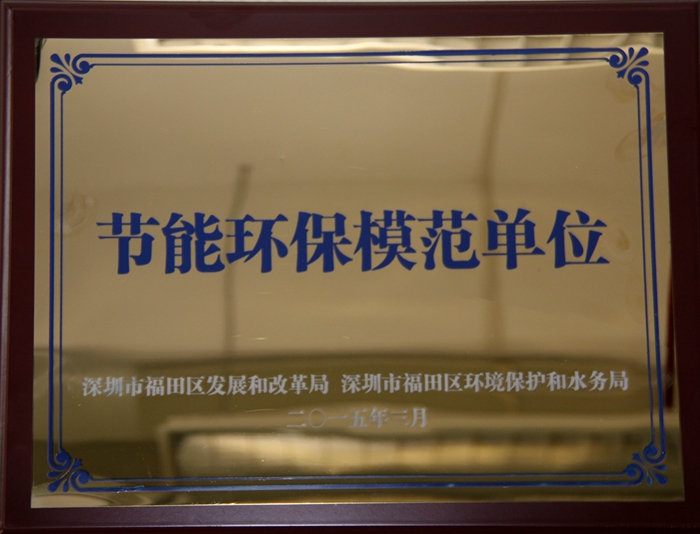 节能环保模范单位
深圳市福田区发展和改革局 深圳市福田区环境保护和水务局
二〇一五年三月